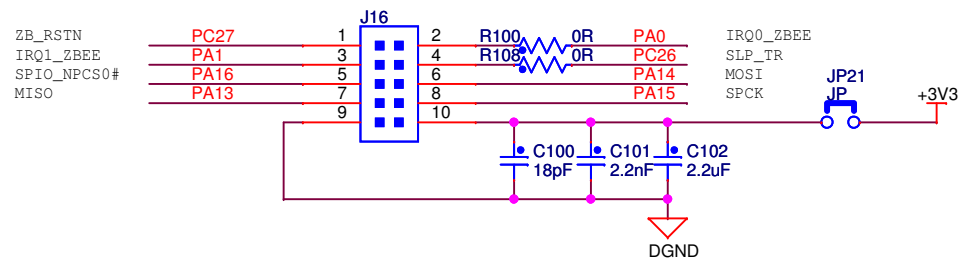 J16
ZB_RSTN PC27 1 2 R100 0R PA0 IRQ0_ZBEE
IRQ1_ZBEE PA1 3 4 R108 0R PC26 SLP_TR
SPIO_NPCS0# PA16 5 6 PA14 MOSI
MISO PA13 7 8 PA15 SPCK
9 10
JP21
JP
+3V3
C100 C101 C102
18pF 2.2nF 2.2uF
DGND